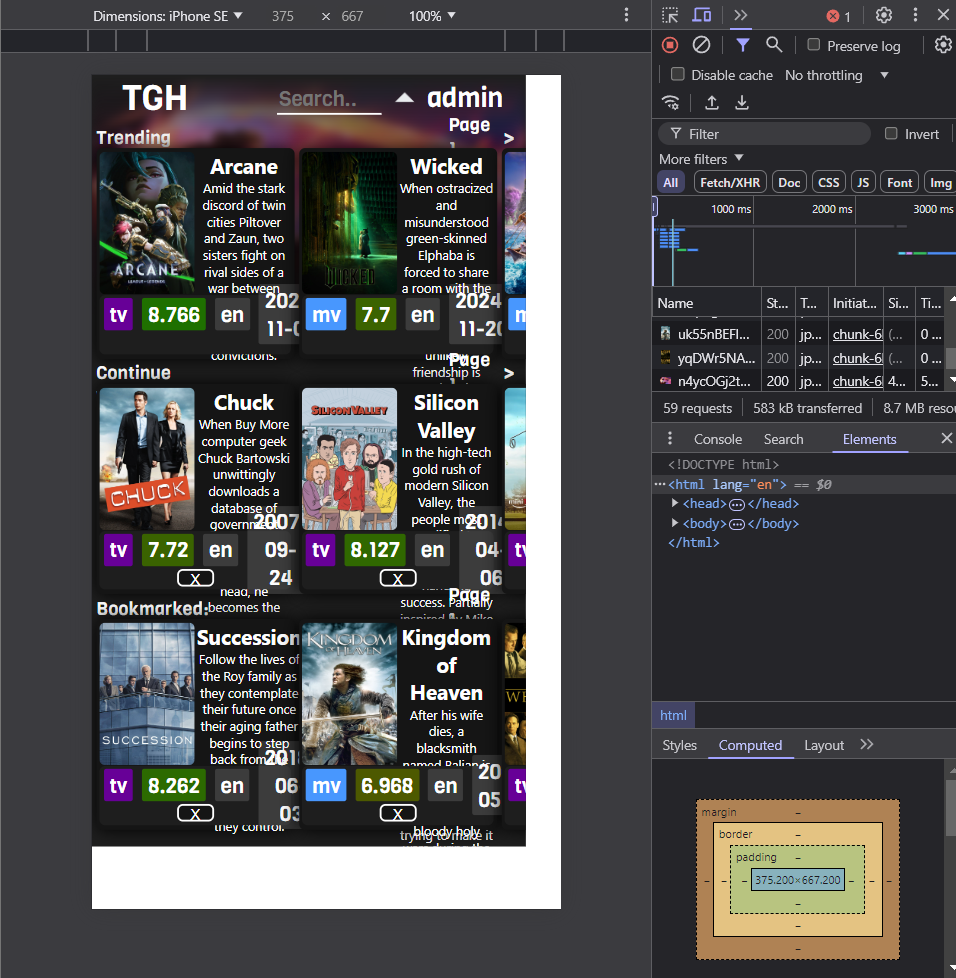 Dimensions: iPhone SE 375 × 667 100%
1
Preserve log
Disable cache No throttling
Filter Invert
More filters
All Fetch/XHR Doc CSS JS Font Img
1000 ms 2000 ms 3000 ms
Name St... T... Initiat... Si... Ti...
uk55nBEFI... 200 jp... chunk-6 (... 0 ...
yqDWr5NA... 200 jp... chunk-6 (... 0 ...
n4ycOGj2t... 200 jp... chunk-6 4... 5...
59 requests 583 kB transferred 8.7 MB resou
Console Search Elements
<!DOCTYPE html>
<html lang="en"> == $0
<head> </head>
<body> </body>
</html>
html
Styles Computed Layout
margin –
border –
padding –
– – – 375.200×667.200 – – –
–
–
–
TGH Search.. admin
Page
Trending >
Arcane
Amid the stark
discord of twin
cities Piltover
and Zaun, two
sisters fight on
rival sides of a
war between
convictions.
ARCANE
tv 8.766 en 202
11-0
Wicked
When ostracized
and
misunderstood
green-skinned
Elphaba is
forced to share
a room with the
unlikely
friendship is
WICKED
mv 7.7 en 2024
11-20
Page
Continue >
Chuck
When Buy More
computer geek
Chuck Bartowski
unwittingly
downloads a
database of
government
head, he
becomes the
CHUCK
tv 7.72 en 2007
09-
24
X
Silicon
Valley
In the high-tech
gold rush of
modern Silicon
Valley, the
people most
success. Partially
inspired by Mike
SILICON VALLEY
tv 8.127 en 2014
04-
06
X
Page
Bookmarked:
Succession
Follow the lives of
the Roy family as
they contemplate
their future once
their aging father
begins to step
back from the
they control.
SUCCESSION
tv 8.262 en 201
06
03
X
Kingdom
of
Heaven
After his wife
dies, a
blacksmith
named Balian is
bloody holy
trying to make it
KINGDOM
OF HEAVEN
mv 6.968 en 20
05
X